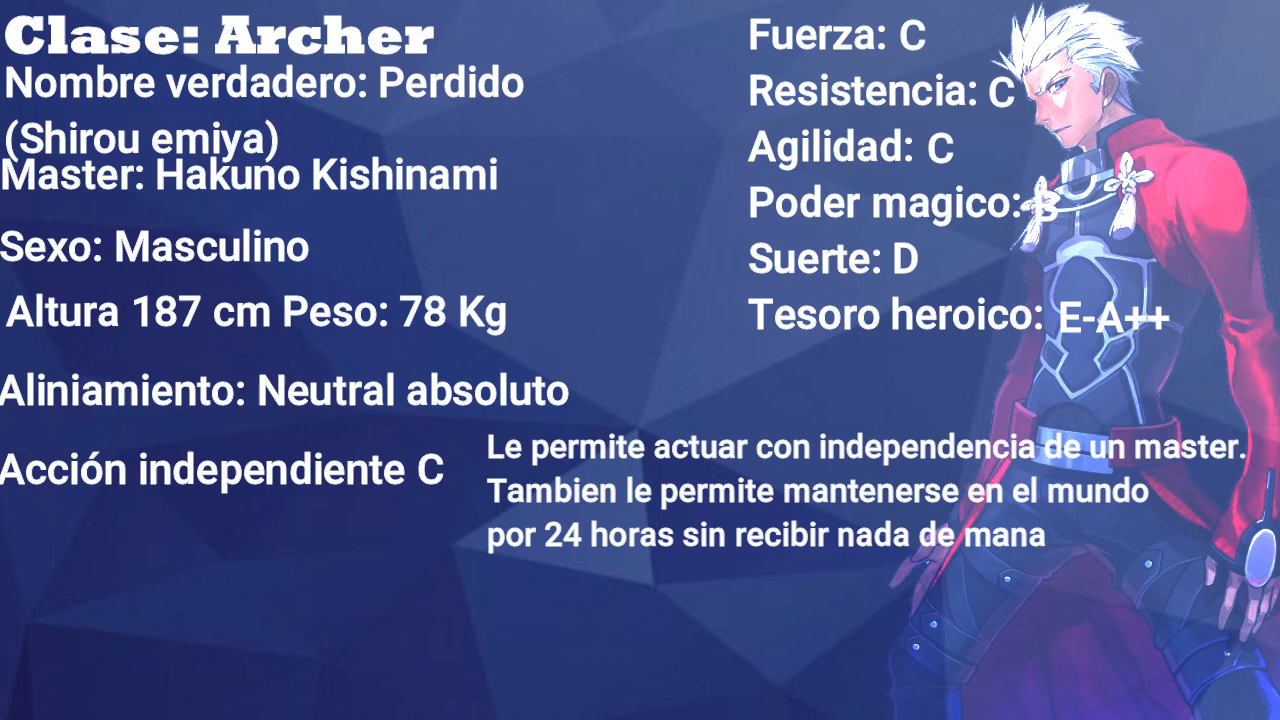 Clase: Archer
Nombre verdadero: Perdido
(Shirou emiya)
Master: Hakuno Kishinami
Sexo: Masculino
Altura 187 cm Peso: 78 Kg
Aliniamiento: Neutral absoluto
Acción independiente C
Le permite actuar con independencia de un master.
Tambien le permite mantenerse en el mundo
por 24 horas sin recibir nada de mana
Fuerza: C
Resistencia: C
Agilidad: C
Poder magico: B
Suerte: D
Tesoro heroico: E-A++